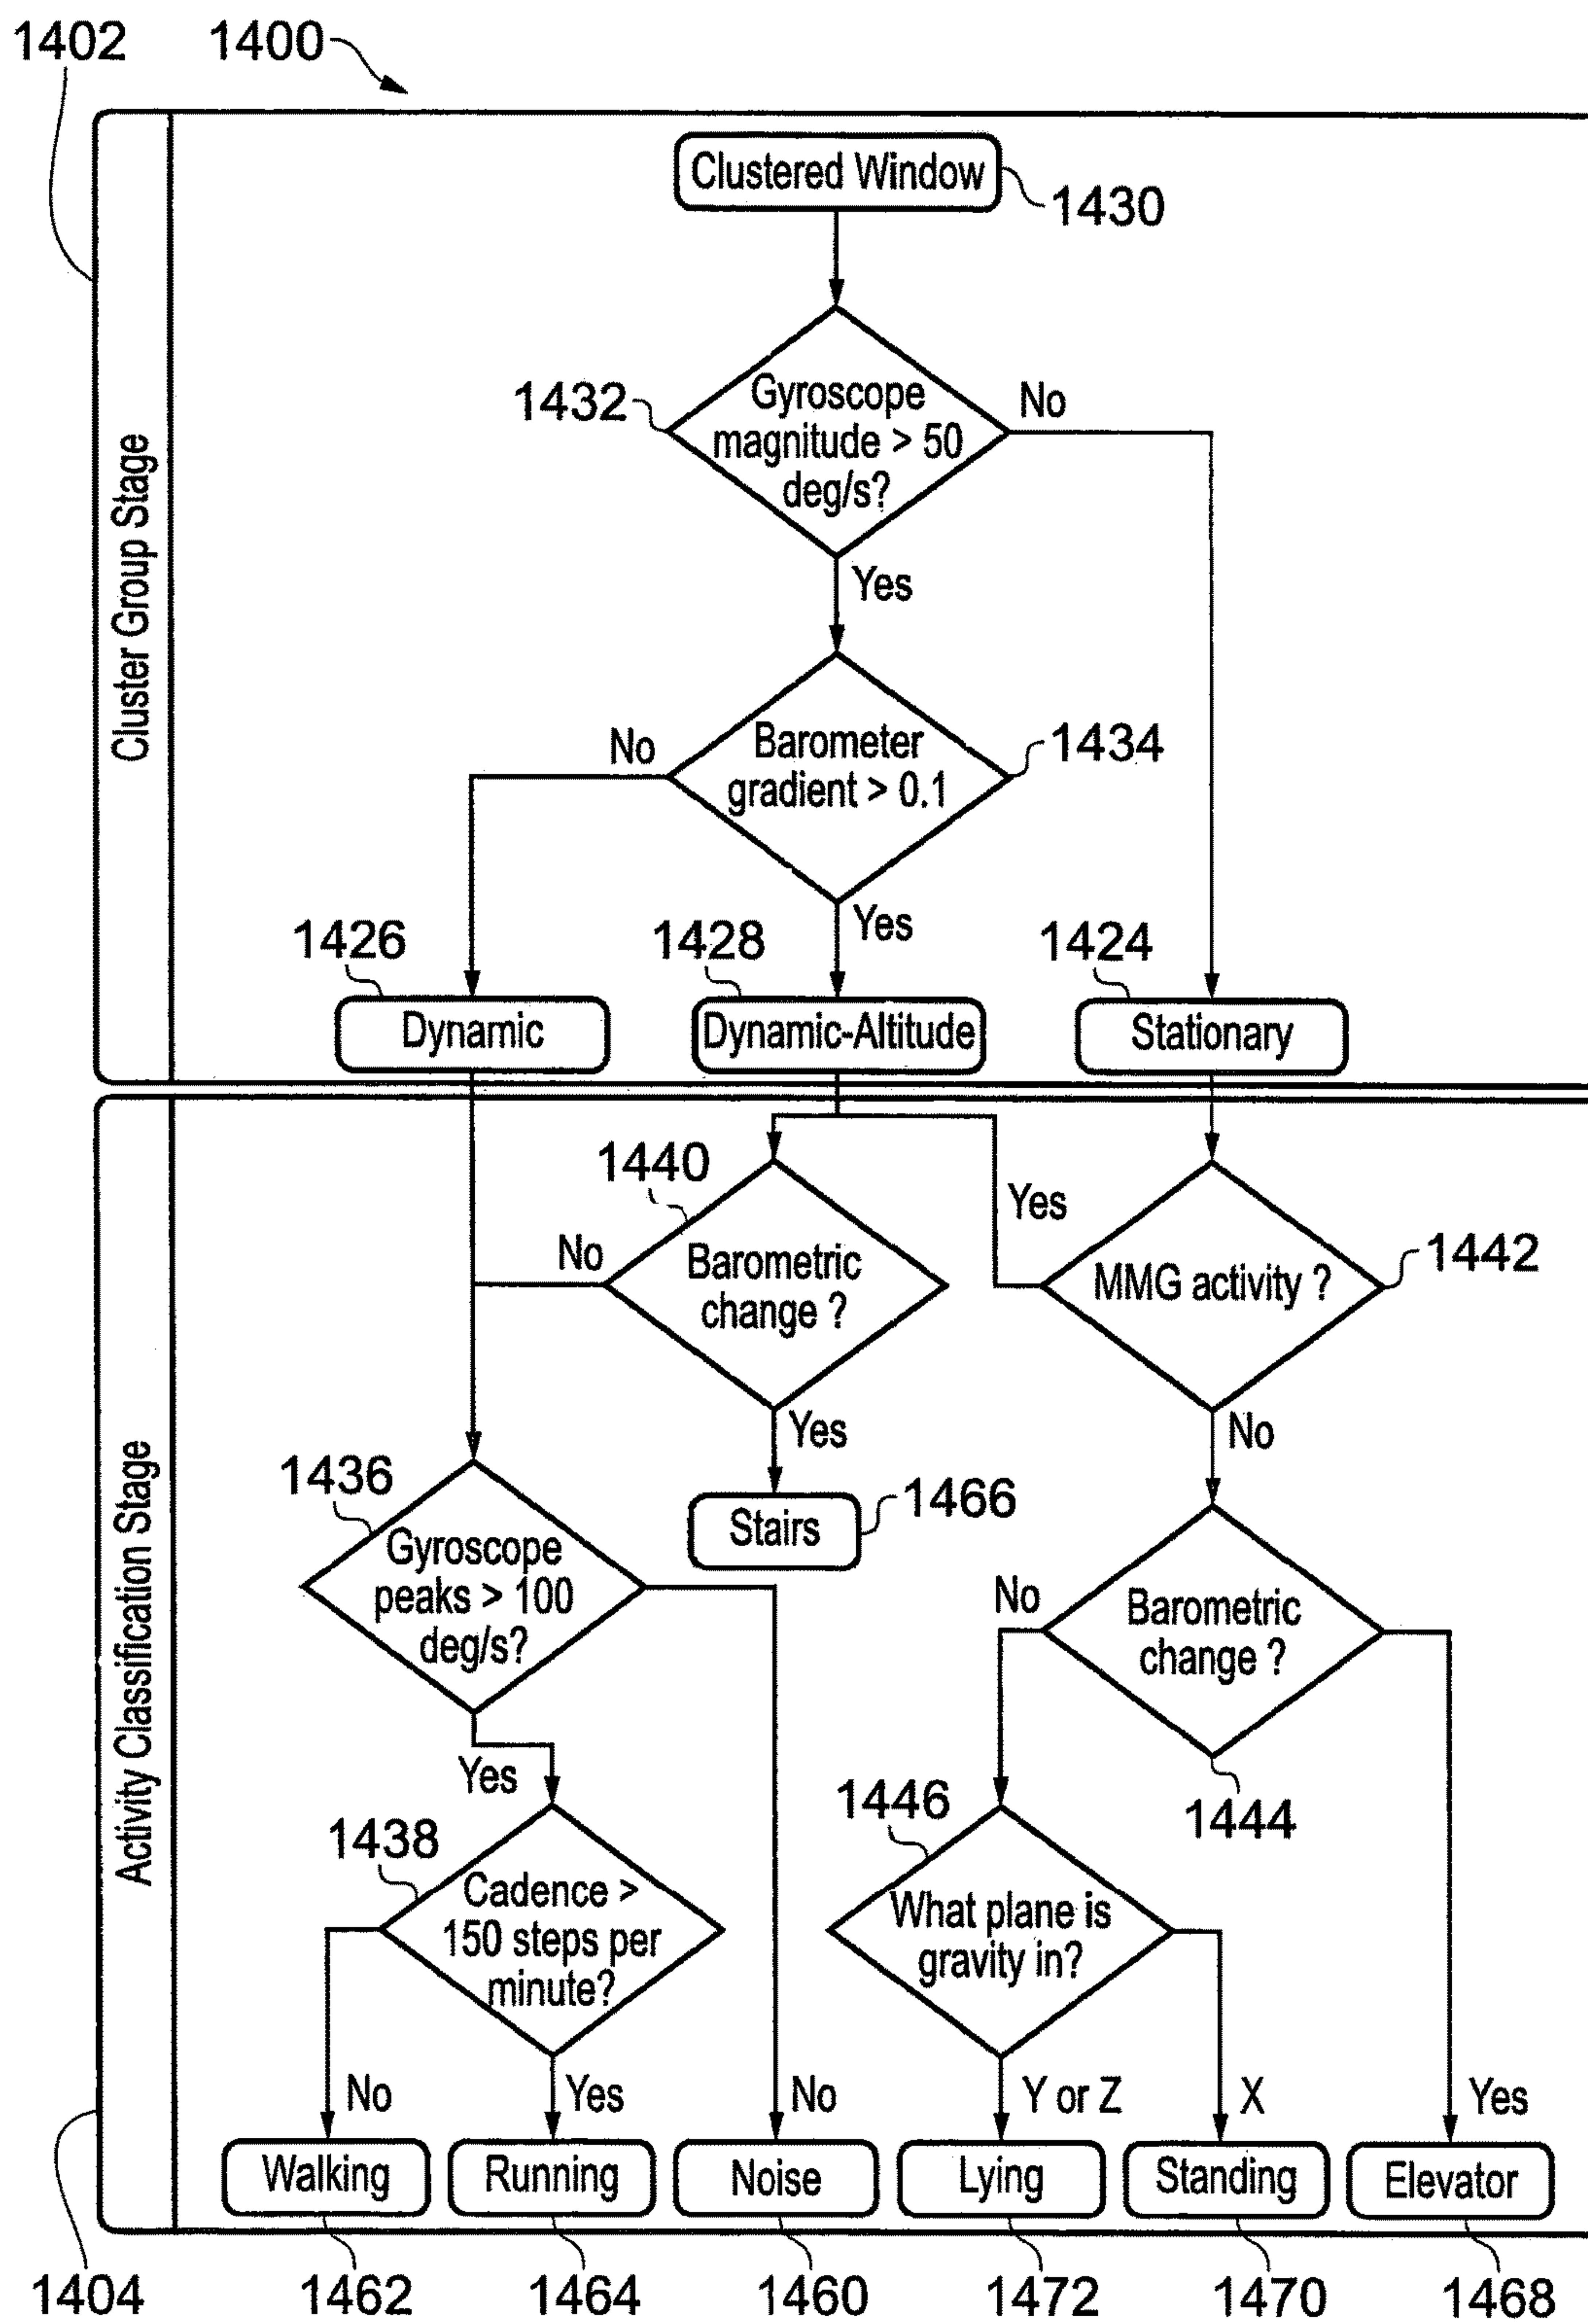 1402
1400
Clustered Window
1430
Cluster Group Stage
1432
Gyroscope
magnitude > 50
deg/s?
No
Yes
No
Barometer
gradient > 0.1
1434
Yes
1426
1428
1424
Dynamic
Dynamic-Altitude
Stationary
Activity Classification Stage
1440
No
Barometric
change ?
Yes
MMG activity ?
1442
Yes
No
1436
Stairs
1466
Gyroscope
peaks > 100
deg/s?
No
Barometric
change ?
Yes
1438
1446
1444
Cadence >
150 steps per
minute?
What plane is
gravity in?
No
Yes
No
Y or Z
X
Yes
Walking
Running
Noise
Lying
Standing
Elevator
1404
1462
1464
1460
1472
1470
1468